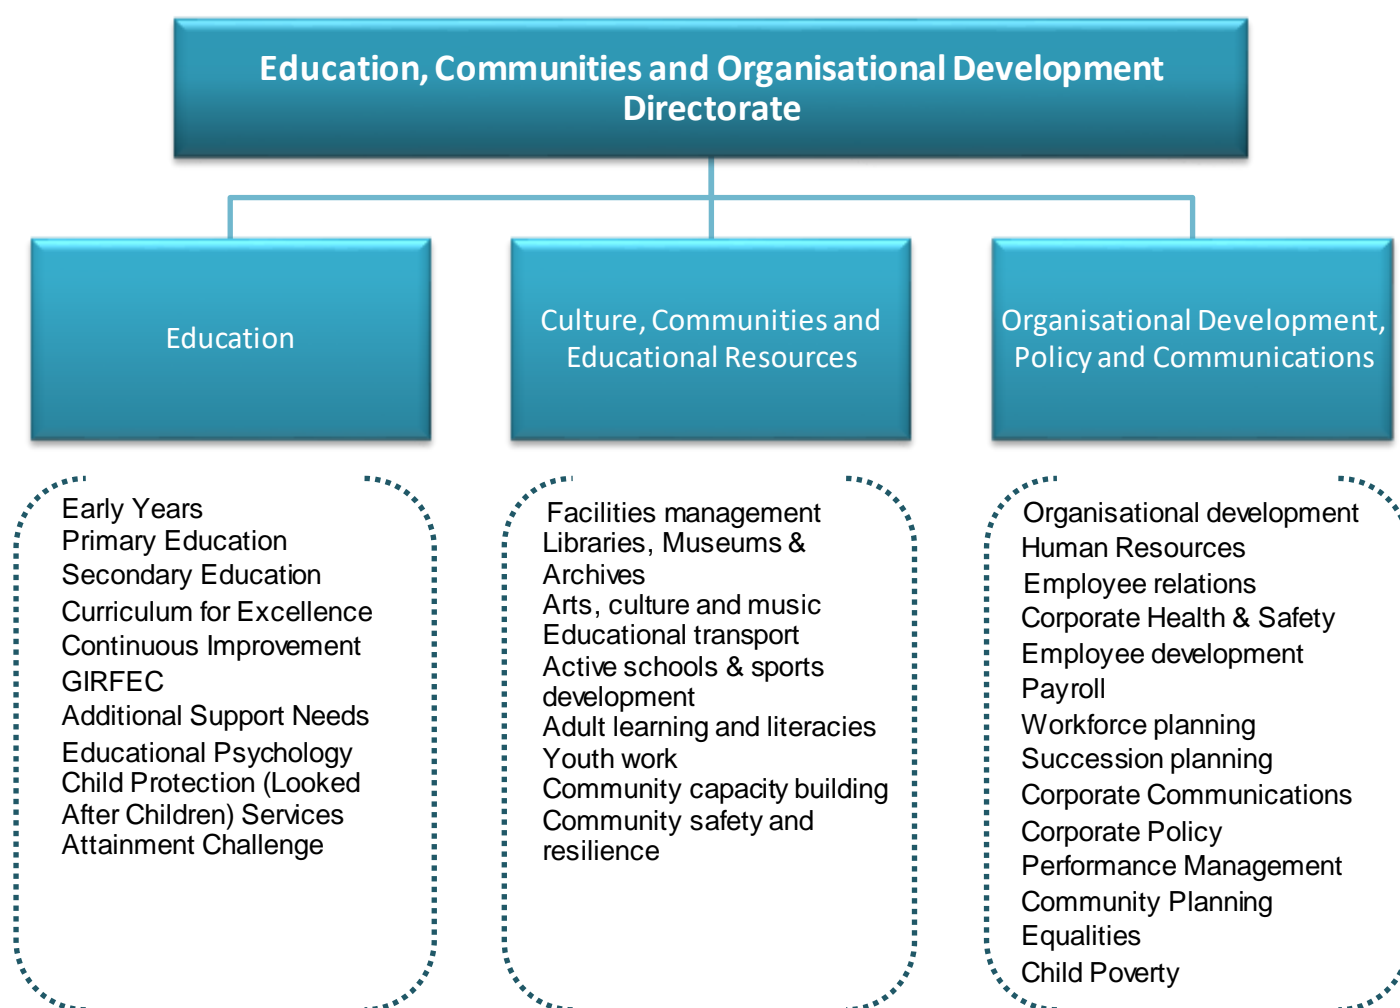 Education, Communities and Organisational Development
Directorate
Education
Culture, Communities and
Educational Resources
Organisational Development,
Policy and Communications
Early Years
Primary Education
Secondary Education
Curriculum for Excellence
Continuous Improvement
GIRFEC
Additional Support Needs
Educational Psychology
Child Protection (Looked
After Children) Services
Attainment Challenge
Facilities management
Libraries, Museums &
Archives
Arts, culture and music
Educational transport
Active schools & sports
development
Adult learning and literacies
Youth work
Community capacity building
Community safety and
resilience
Organisational development
Human Resources
Employee relations
Corporate Health & Safety
Employee development
Payroll
Workforce planning
Succession planning
Corporate Communications
Corporate Policy
Performance Management
Community Planning
Equalities
Child Poverty